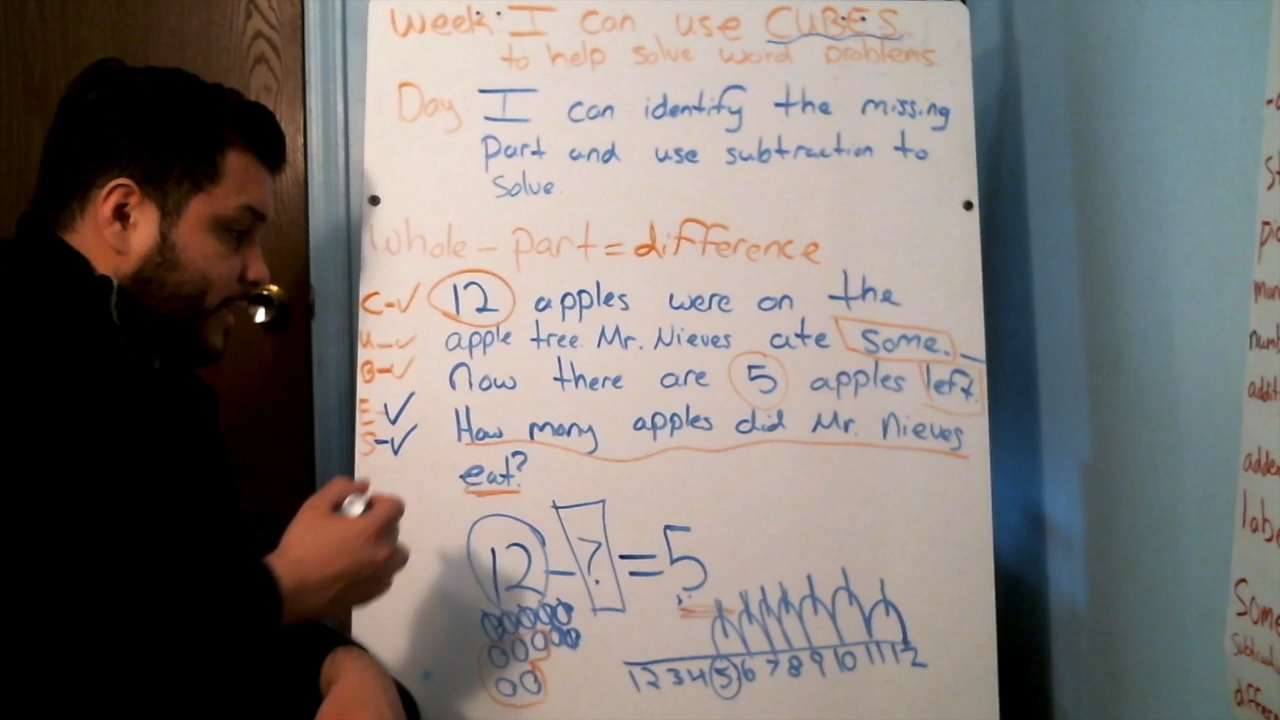 Week: I can use CUBES
to help solve word problems.
Day I can identify the missing
part and use subtraction to
solve.
Whole - part = difference
C-✓ 12 apples were on the
U-✓ apple tree. Mr. Nieves ate some.
B-✓ Now there are 5 apples left.
E-✓ How many apples did Mr. Nieves
S-✓ eat?
12 - ? = 5
1 2 3 4 5 6 7 8 9 10 11 12